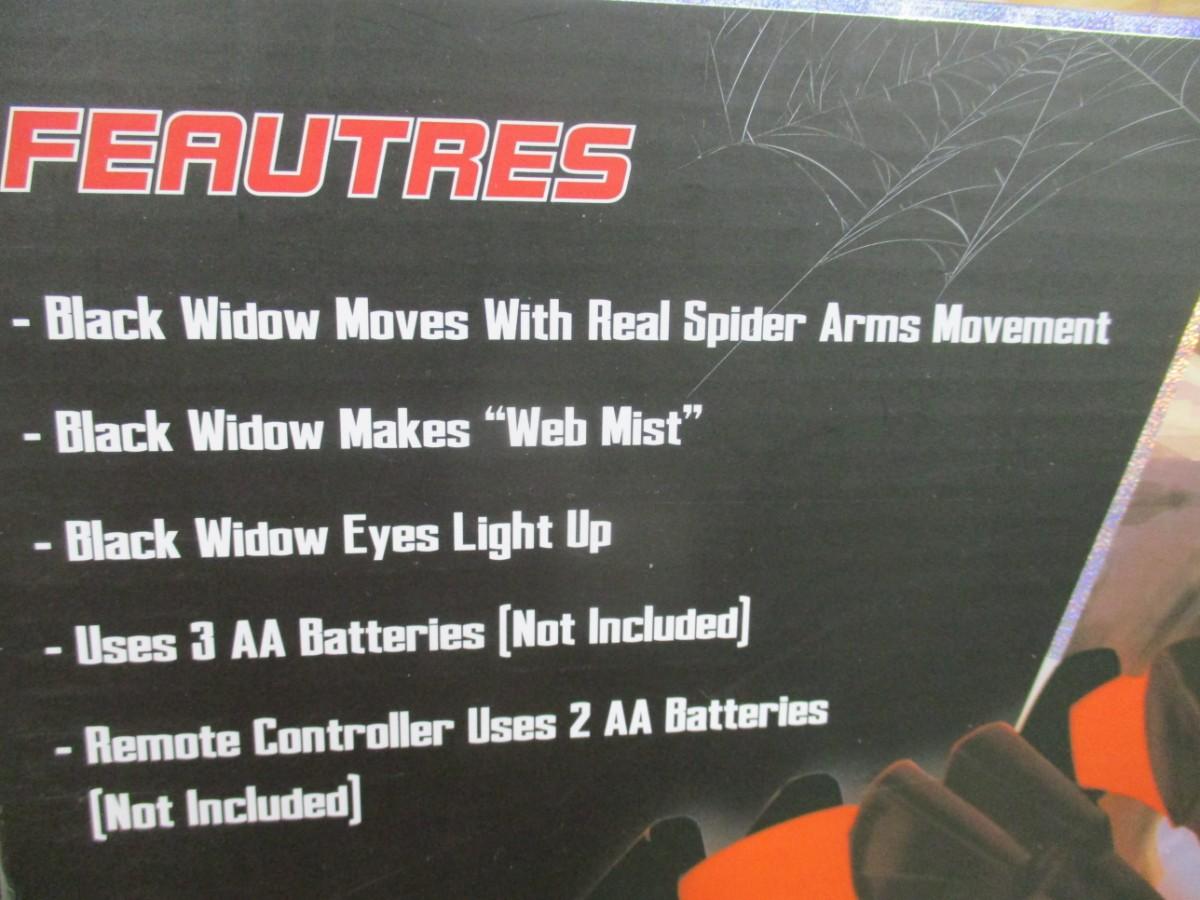 FEAUTRES
- Black Widow Moves With Real Spider Arms Movement
- Black Widow Makes “Web Mist”
- Black Widow Eyes Light Up
- Uses 3 AA Batteries [Not Included]
- Remote Controller Uses 2 AA Batteries
[Not Included]